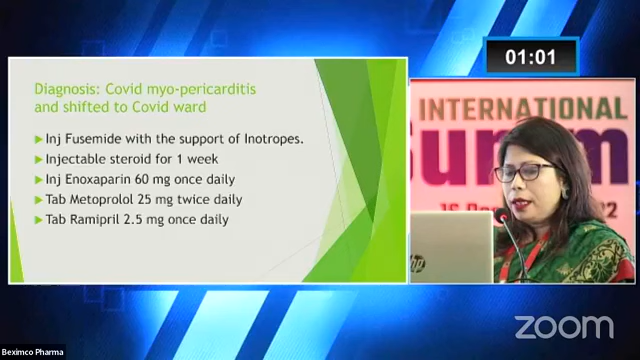 01:01
Diagnosis: Covid myo-pericarditis
and shifted to Covid ward
Inj Fusemide with the support of Inotropes.
Injectable steroid for 1 week
Inj Enoxaparin 60 mg once daily
Tab Metoprolol 25 mg twice daily
Tab Ramipril 2.5 mg once daily
INTERNATIONAL
hp
zoom
Beximco Pharma